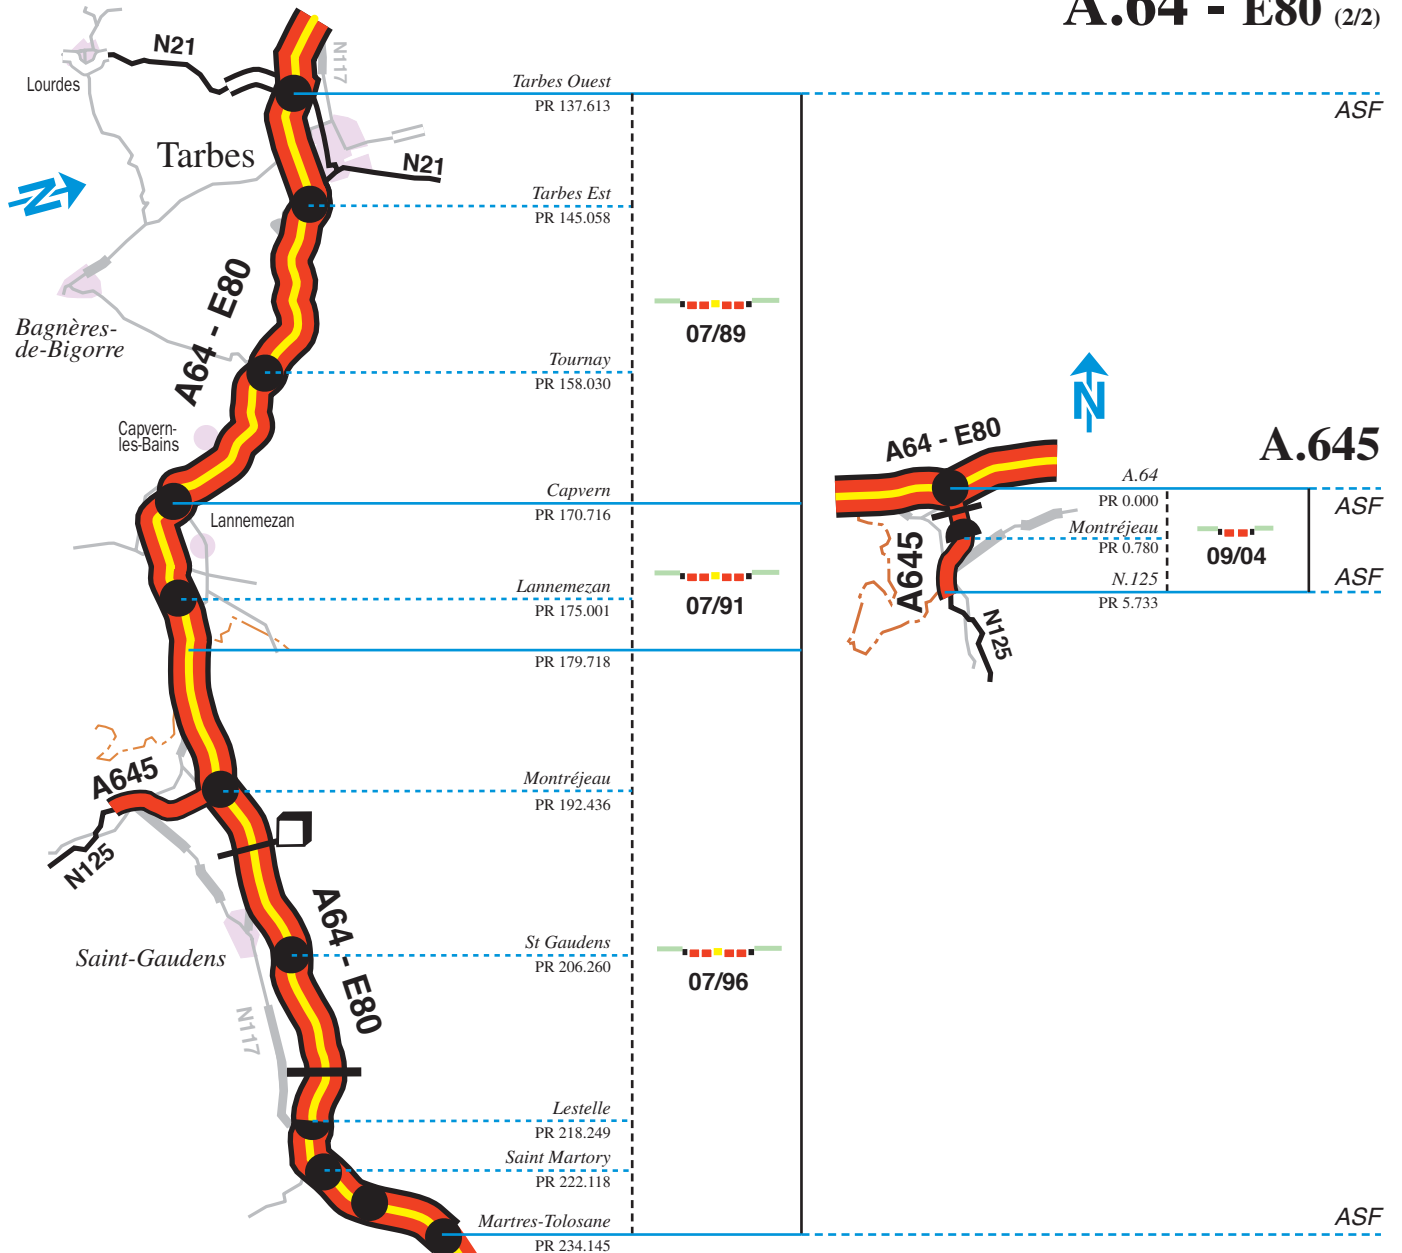 A.64 - E80 (2/2)
N21
N117
Lourdes
Tarbes Ouest
PR 137.613
ASF
Tarbes
N21
N
Tarbes Est
PR 145.058
A64 - E80
07/89
Bagnères-
de-Bigorre
Tournay
PR 158.030
Capvern-
les-Bains
Capvern
PR 170.716
Lannemezan
07/91
Lannemezan
PR 175.001
PR 179.718
A645
N125
Montréjeau
PR 192.436
A64 - E80
Saint-Gaudens
St Gaudens
PR 206.260
07/96
N117
Lestelle
PR 218.249
Saint Martory
PR 222.118
Martres-Tolosane
PR 234.145
ASF
N
A.645
A64 - E80
A.64
PR 0.000
ASF
Montréjeau
PR 0.780
09/04
A645
N.125
PR 5.733
ASF
N125